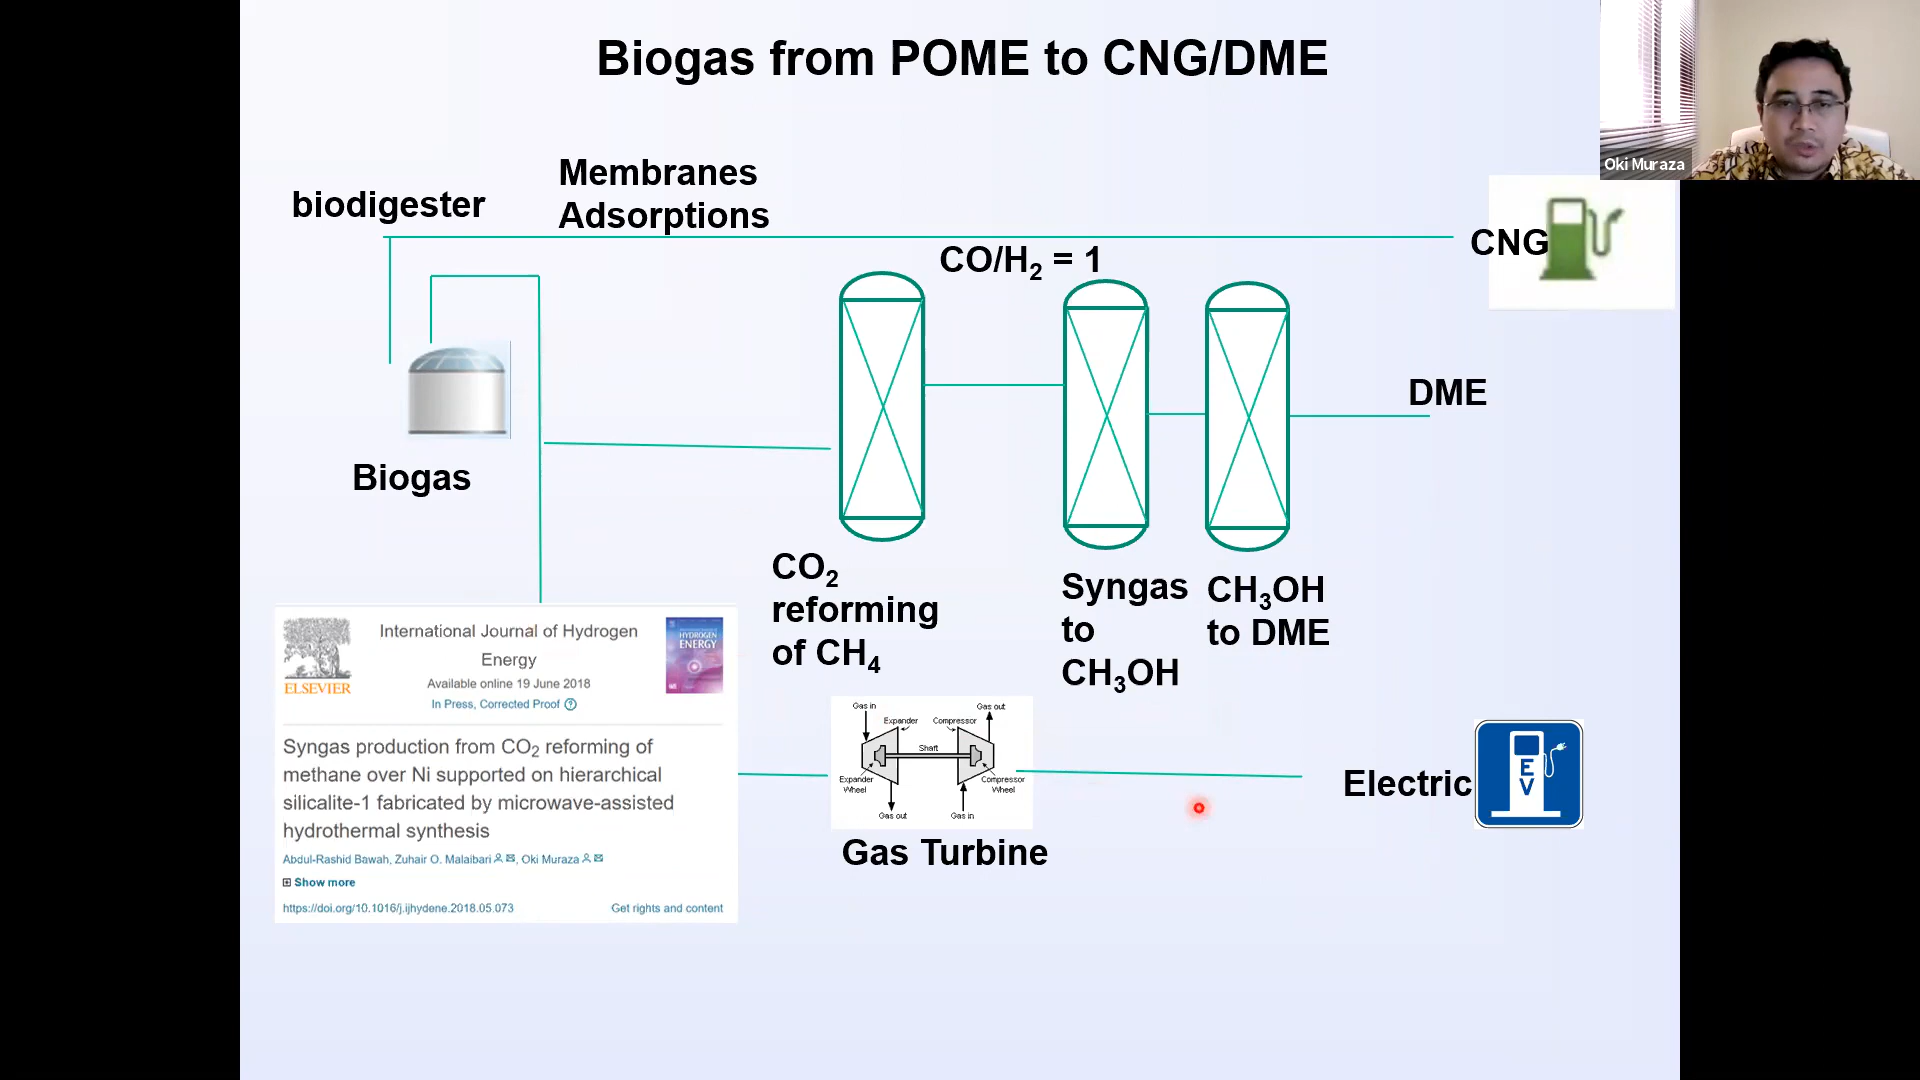 Biogas from POME to CNG/DME
Oki Muraza
Membranes
Adsorptions
biodigester
CNG
CO/H₂ = 1
DME
Biogas
CO₂
reforming
of CH₄
Syngas
to
CH₃OH
CH₃OH
to DME
ELSEVIER
International Journal of Hydrogen
Energy
Available online 19 June 2018
In Press, Corrected Proof
HYDROGEN
ENERGY
Syngas production from CO₂ reforming of
methane over Ni supported on hierarchical
silicalite-1 fabricated by microwave-assisted
hydrothermal synthesis
Abdul-Rashid Bawah, Zuhair O. Malaibari, Oki Muraza
Show more
https://doi.org/10.1016/j.ijhydene.2018.05.073
Get rights and content
Gas in
Expander
Compressor
Gas out
Shaft
Expander
Wheel
Compressor
Wheel
Gas out
Gas in
Gas Turbine
Electric
EV